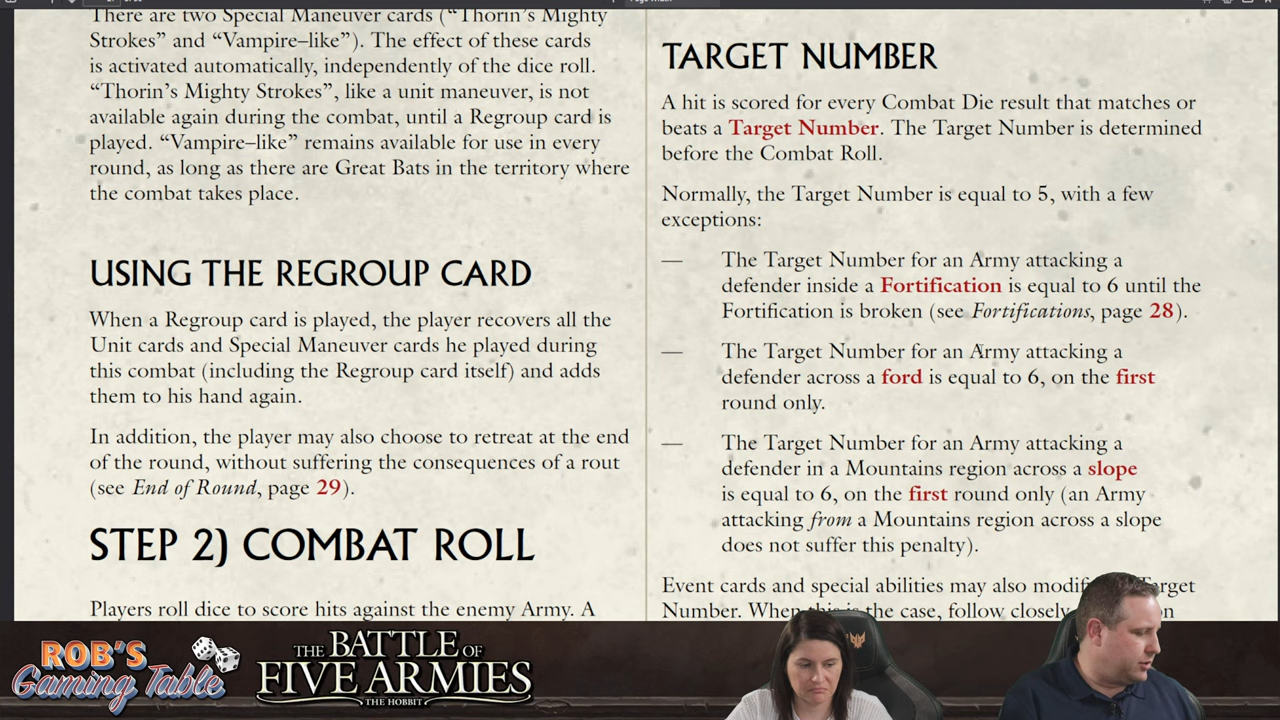 There are two Special Maneuver cards (“Thorin’s Mighty
Strokes” and “Vampire–like”). The effect of these cards
is activated automatically, independently of the dice roll.
“Thorin’s Mighty Strokes”, like a unit maneuver, is not
available again during the combat, until a Regroup card is
played. “Vampire–like” remains available for use in every
round, as long as there are Great Bats in the territory where
the combat takes place.
USING THE REGROUP CARD
When a Regroup card is played, the player recovers all the
Unit cards and Special Maneuver cards he played during
this combat (including the Regroup card itself) and adds
them to his hand again.
In addition, the player may also choose to retreat at the end
of the round, without suffering the consequences of a rout
(see End of Round, page 29).
STEP 2) COMBAT ROLL
Players roll dice to score hits against the enemy Army. A
TARGET NUMBER
A hit is scored for every Combat Die result that matches or
beats a Target Number. The Target Number is determined
before the Combat Roll.
Normally, the Target Number is equal to 5, with a few
exceptions:
— The Target Number for an Army attacking a
defender inside a Fortification is equal to 6 until the
Fortification is broken (see Fortifications, page 28).
— The Target Number for an Army attacking a
defender across a ford is equal to 6, on the first
round only.
— The Target Number for an Army attacking a
defender in a Mountains region across a slope
is equal to 6, on the first round only (an Army
attacking from a Mountains region across a slope
does not suffer this penalty).
Event cards and special abilities may also Target
Number. When this is the case, follow closely
ROB'S
Gaming Table
THE BATTLE OF
FIVE ARMIES
THE HOBBIT